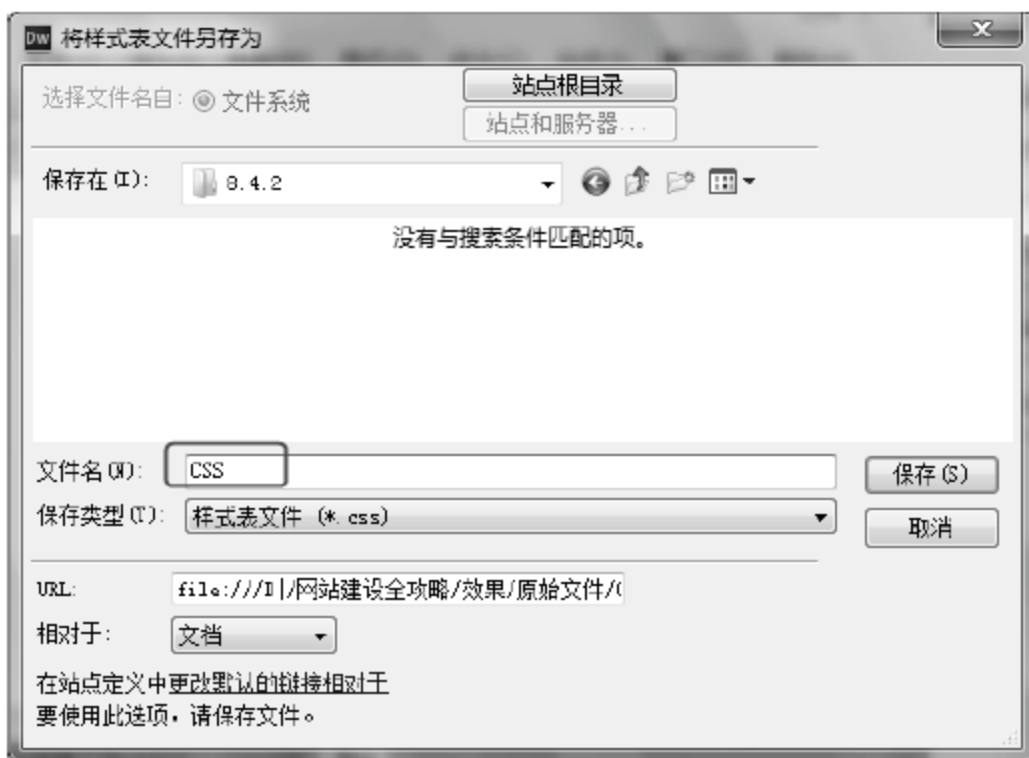 DW 将样式表文件另存为
选择文件名自: 文件系统
站点根目录
站点和服务器...
保存在(I):
8.4.2
没有与搜索条件匹配的项。
文件名(N): CSS
保存(S)
保存类型(T): 样式表文件 (*.css)
取消
URL: file:///D|/网站建设全攻略/效果/原始文件/
相对于: 文档
在站点定义中更改默认的链接相对于
要使用此选项，请保存文件。